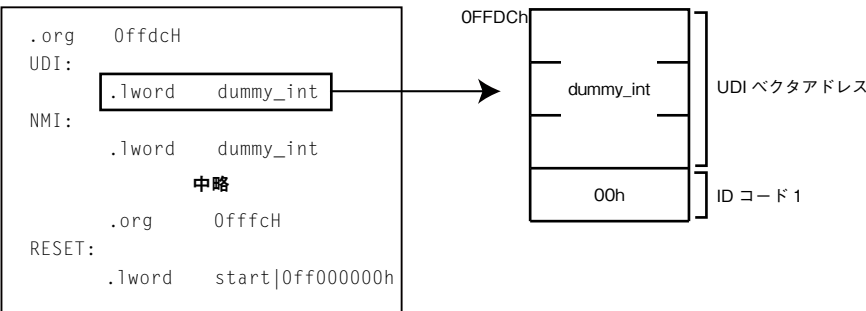 .org 0ffdcH
UDI:
.lword dummy_int
NMI:
.lword dummy_int
中略
.org 0fffcH
RESET:
.lword start|0ff000000h
0FFDCh
dummy_int
UDI ベクタアドレス
00h
ID コード 1